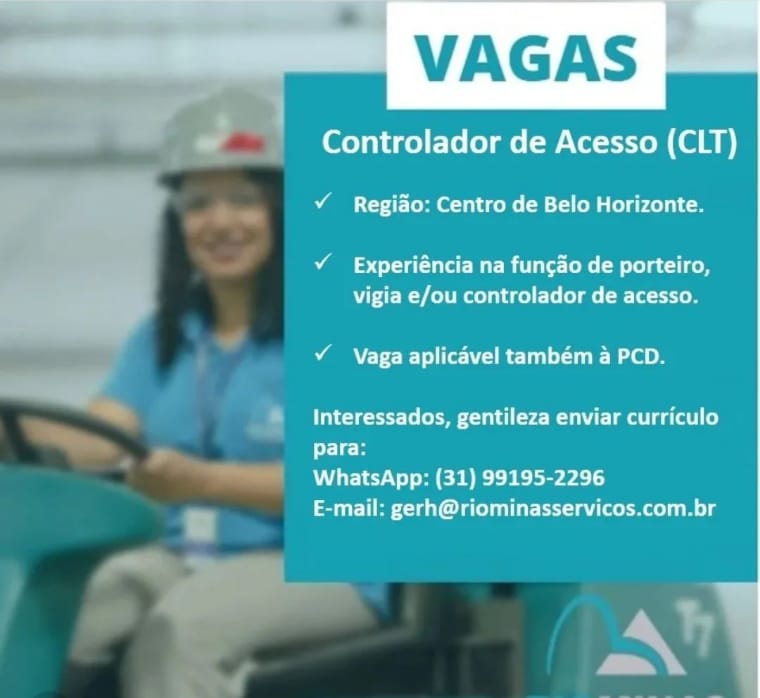 VAGAS
Controlador de Acesso (CLT)
✓ Região: Centro de Belo Horizonte.
✓ Experiência na função de porteiro,
vigia e/ou controlador de acesso.
✓ Vaga aplicável também à PCD.
Interessados, gentileza enviar currículo
para:
WhatsApp: (31) 99195-2296
E-mail: gerh@riominasservicos.com.br
T7